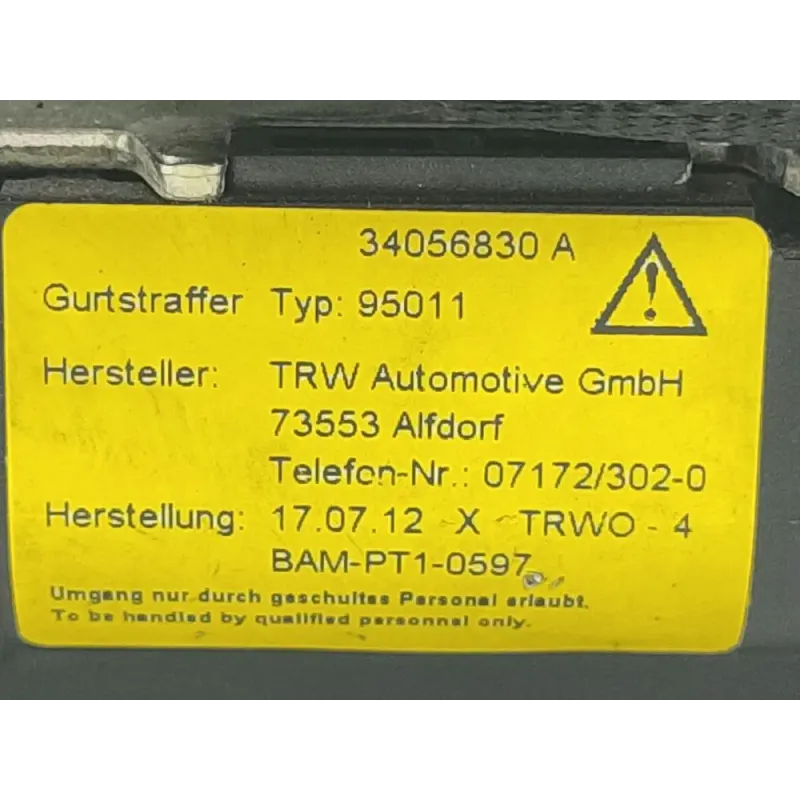 34056830 A
Gurtstraffer Typ: 95011
Hersteller: TRW Automotive GmbH
73553 Alfdorf
Telefon-Nr.: 07172/302-0
Herstellung: 17.07.12 X TRWO - 4
BAM-PT1-0597
Umgang nur durch geschultes Personal erlaubt.
To be handled by qualified personnal only.